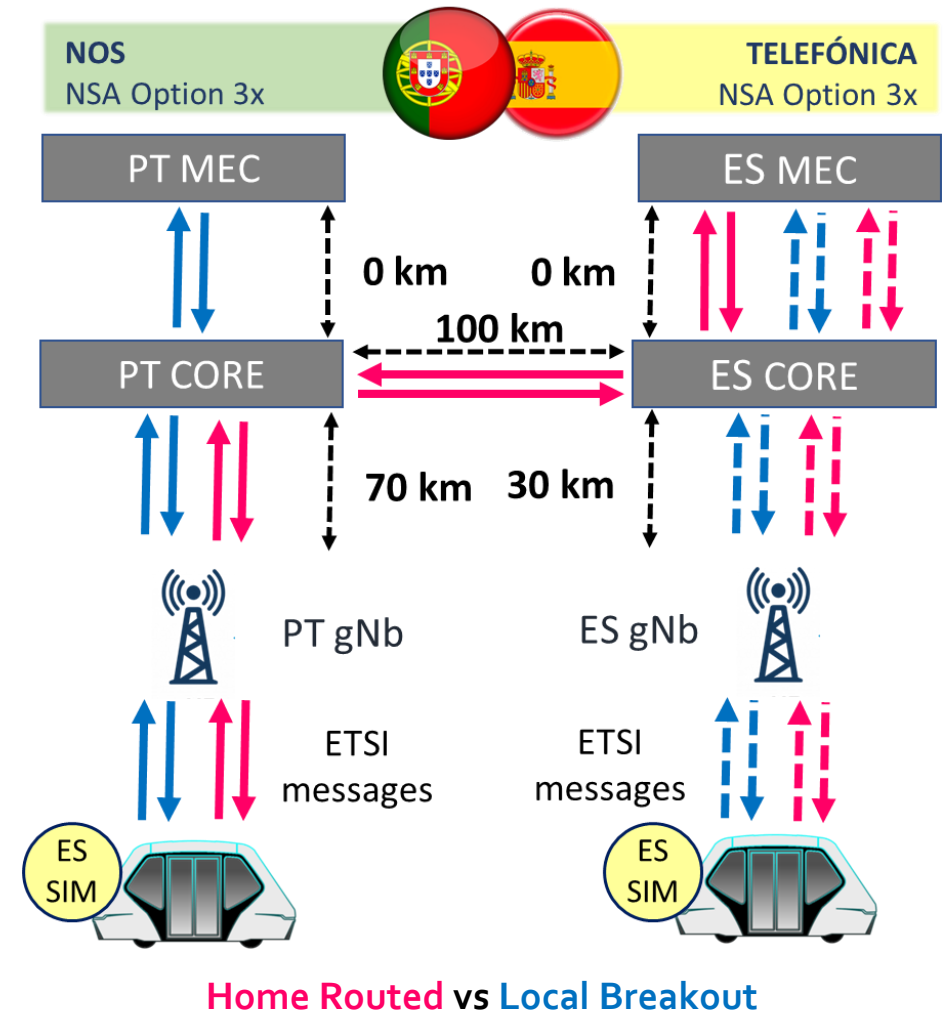 NOS
NSA Option 3x
TELEFÓNICA
NSA Option 3x
PT MEC
ES MEC
0 km
0 km
100 km
PT CORE
ES CORE
70 km
30 km
PT gNb
ES gNb
ETSI
messages
ETSI
messages
ES
SIM
ES
SIM
Home Routed vs Local Breakout